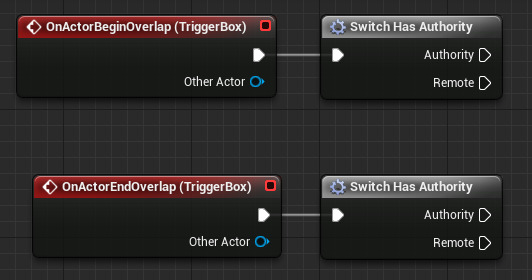 OnActorBeginOverlap (TriggerBox)
Switch Has Authority
Authority
Other Actor
Remote
OnActorEndOverlap (TriggerBox)
Switch Has Authority
Authority
Other Actor
Remote